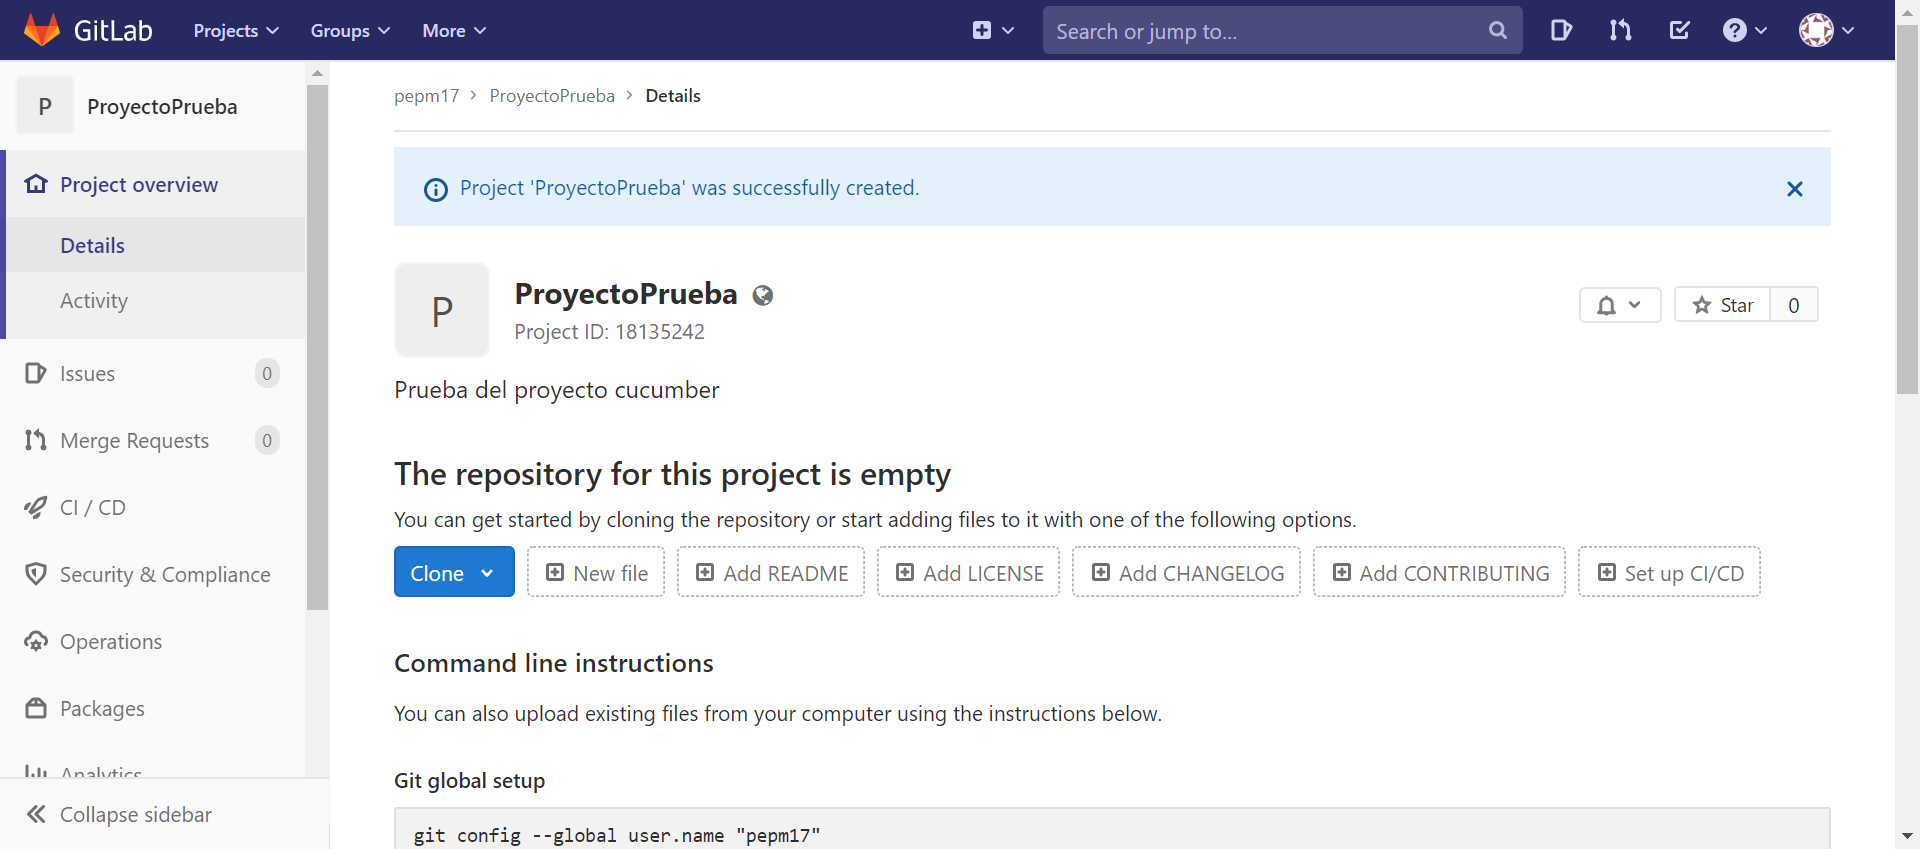 GitLab Projects Groups More Search or jump to...
P ProyectoPrueba
Project overview
Details
Activity
Issues 0
Merge Requests 0
CI / CD
Security & Compliance
Operations
Packages
Analytics
Collapse sidebar
pepm17 > ProyectoPrueba > Details
Project 'ProyectoPrueba' was successfully created.
P
ProyectoPrueba
Project ID: 18135242
Star 0
Prueba del proyecto cucumber
The repository for this project is empty
You can get started by cloning the repository or start adding files to it with one of the following options.
Clone New file Add README Add LICENSE Add CHANGELOG Add CONTRIBUTING Set up CI/CD
Command line instructions
You can also upload existing files from your computer using the instructions below.
Git global setup
git config --global user.name "pepm17"